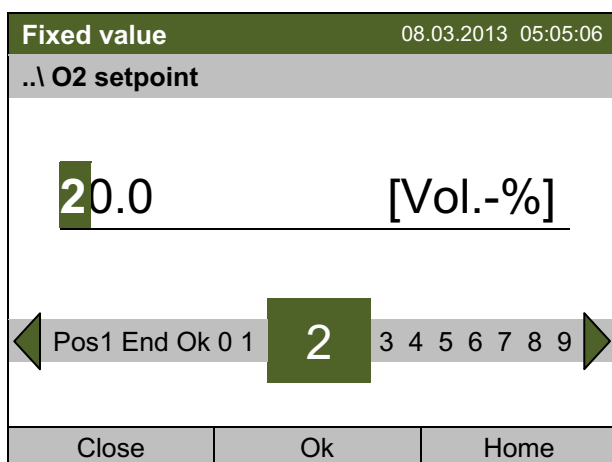 Fixed value 08.03.2013 05:05:06
..\ O2 setpoint
20.0 [Vol.-%]
Pos1 End Ok 0 1 2 3 4 5 6 7 8 9
Close Ok Home